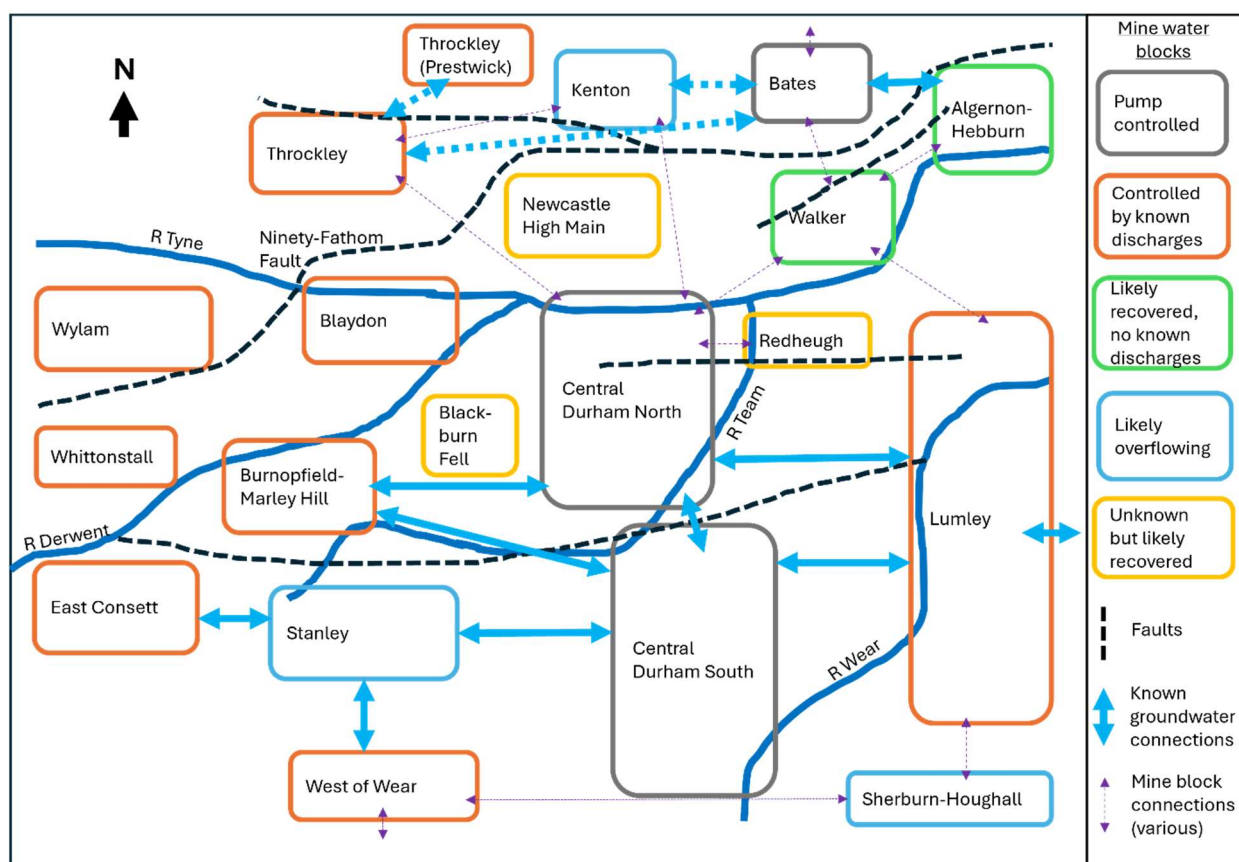 Throckley
(Prestwick)
N
Kenton
Bates
Algernon-
Hebburn
Throckley
Newcastle
High Main
Walker
R Tyne
Ninety-Fathom
Fault
Wylam
Blaydon
Redheugh
Central
Durham North
R Team
Black-
burn
Fell
Whittonstall
Burnopfield-
Marley Hill
Lumley
R Derwent
East Consett
Stanley
Central
Durham South
R Wear
West of Wear
Sherburn-Houghall
Mine water
blocks
Pump
controlled
Controlled
by known
discharges
Likely
recovered,
no known
discharges
Likely
overflowing
Unknown
but likely
recovered
Faults
Known
groundwater
connections
Mine block
connections
(various)